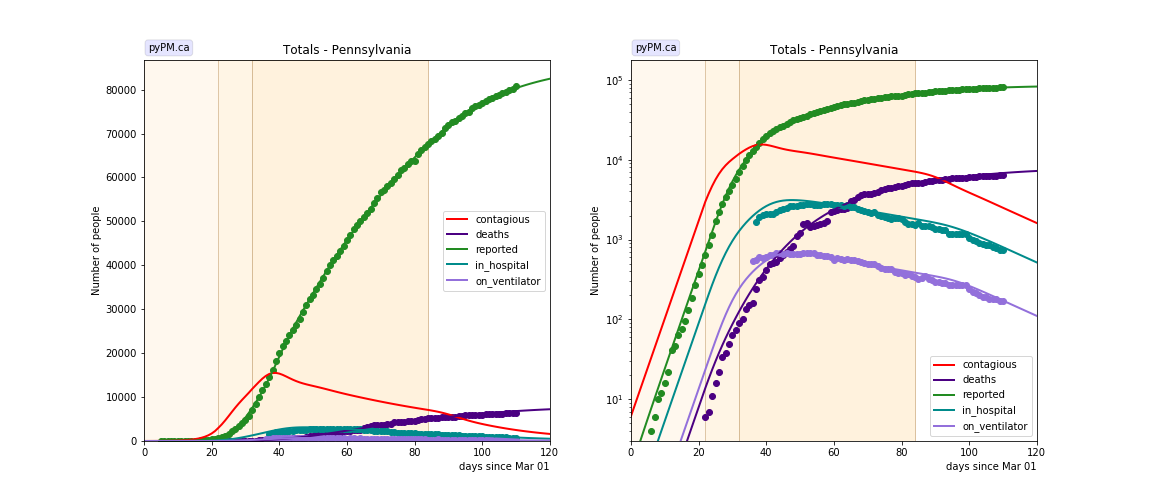 pyPM.ca
Totals - Pennsylvania
Number of people
80000
70000
60000
50000
40000
30000
20000
10000
0
contagious
deaths
reported
in_hospital
on_ventilator
0 20 40 60 80 100 120
days since Mar 01
pyPM.ca
Totals - Pennsylvania
Number of people
10^5
10^4
10^3
10^2
10^1
contagious
deaths
reported
in_hospital
on_ventilator
0 20 40 60 80 100 120
days since Mar 01